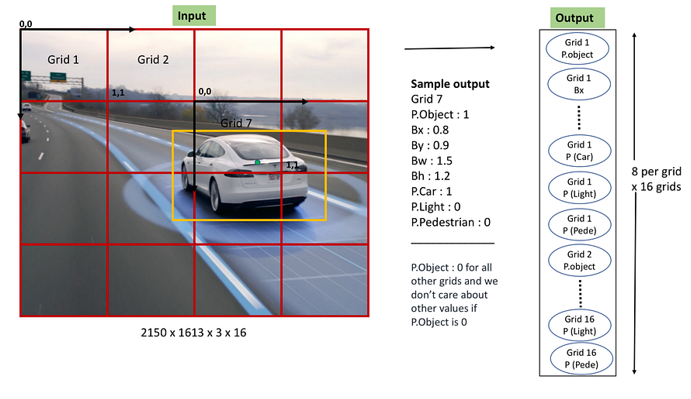 Input
0,0
Grid 1
Grid 2
1,1
0,0
Grid 7
1,1
2150 x 1613 x 3 x 16
Sample output
Grid 7
P.Object : 1
Bx : 0.8
By : 0.9
Bw : 1.5
Bh : 1.2
P.Car : 1
P.Light : 0
P.Pedestrian : 0
P.Object : 0 for all
other grids and we
don't care about
other values if
P.Object is 0
Output
Grid 1
P.object
Grid 1
Bx
Grid 1
P (Car)
Grid 1
P (Light)
Grid 1
P (Pede)
Grid 2
P.object
Grid 16
P (Light)
Grid 16
P (Pede)
8 per grid
x 16 grids